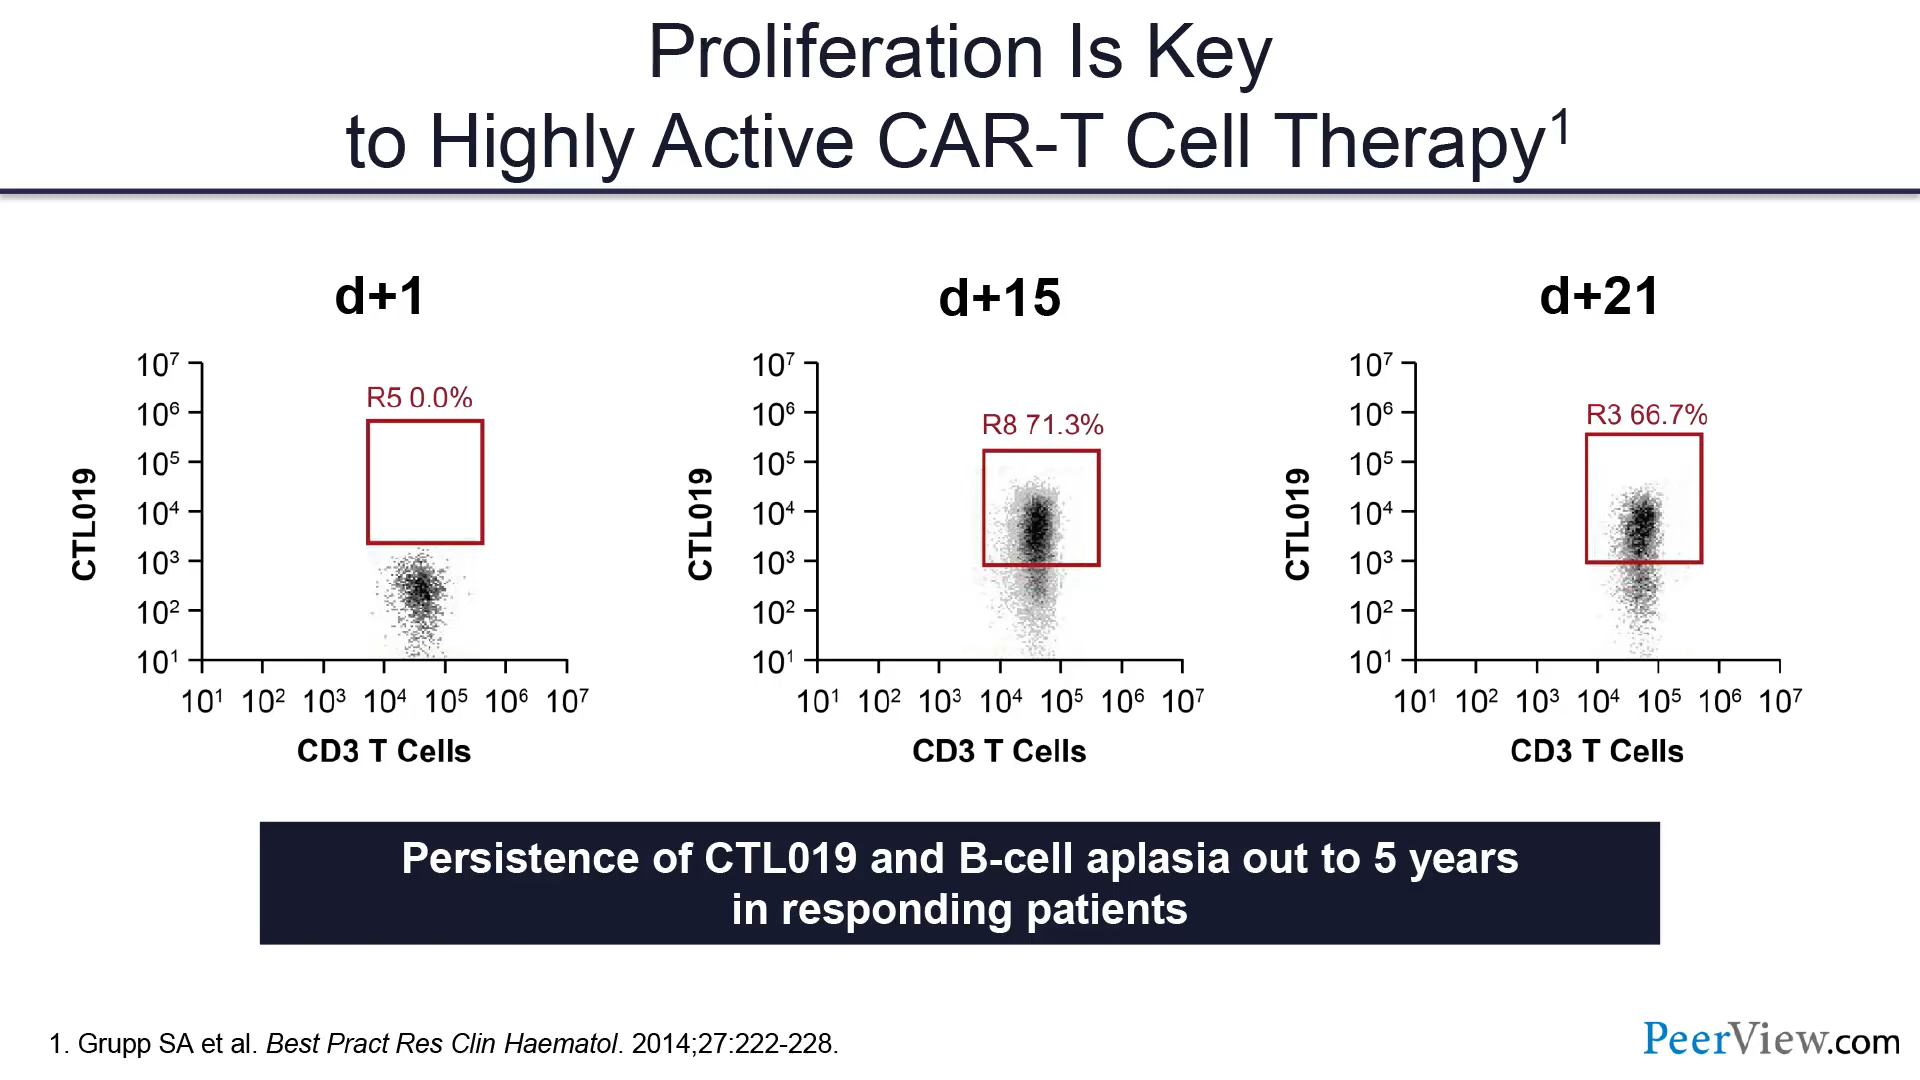 Proliferation Is Key
to Highly Active CAR-T Cell Therapy¹
d+1
10⁷
10⁶
10⁵
10⁴
10³
10²
10¹
CTL019
R5 0.0%
10¹ 10² 10³ 10⁴ 10⁵ 10⁶ 10⁷
CD3 T Cells
d+15
10⁷
10⁶
10⁵
10⁴
10³
10²
10¹
CTL019
R8 71.3%
10¹ 10² 10³ 10⁴ 10⁵ 10⁶ 10⁷
CD3 T Cells
d+21
10⁷
10⁶
10⁵
10⁴
10³
10²
10¹
CTL019
R3 66.7%
10¹ 10² 10³ 10⁴ 10⁵ 10⁶ 10⁷
CD3 T Cells
Persistence of CTL019 and B-cell aplasia out to 5 years
in responding patients
1. Grupp SA et al. Best Pract Res Clin Haematol. 2014;27:222-228.
PeerView.com